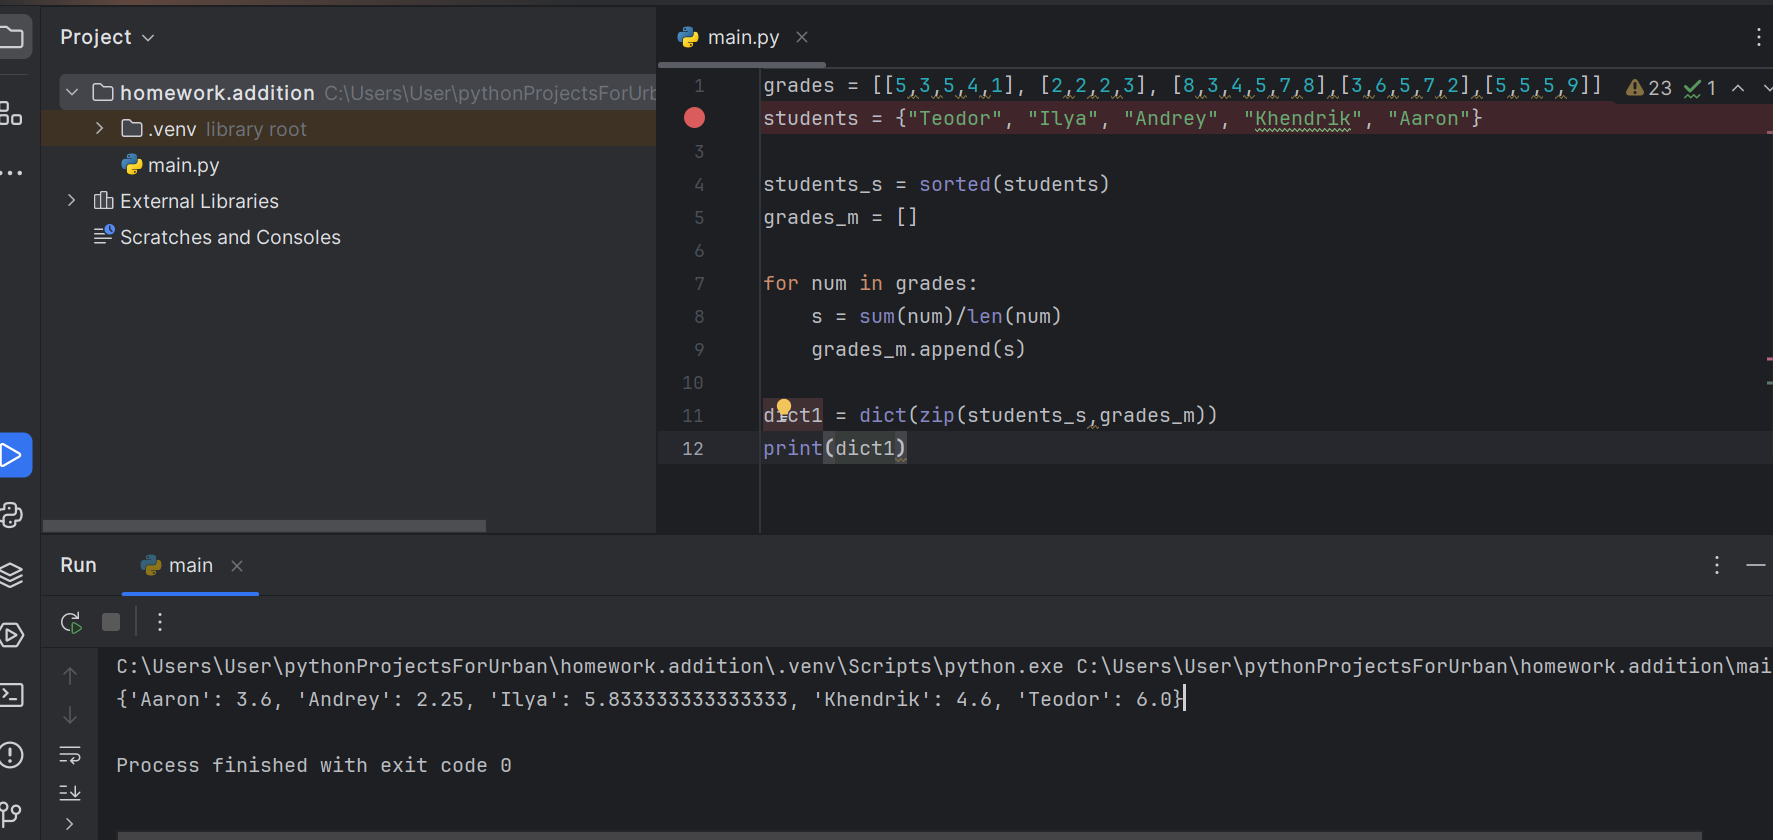 Project
homework.addition C:\Users\User\pythonProjectsForUrb
.venv library root
main.py
External Libraries
Scratches and Consoles
main.py
23 1
1 grades = [[5,3,5,4,1], [2,2,2,3], [8,3,4,5,7,8],[3,6,5,7,2],[5,5,5,9]]
students = {"Teodor", "Ilya", "Andrey", "Khendrik", "Aaron"}
3
4 students_s = sorted(students)
5 grades_m = []
6
7 for num in grades:
8 s = sum(num)/len(num)
9 grades_m.append(s)
10
11 dict1 = dict(zip(students_s,grades_m))
12 print(dict1)
Run main
C:\Users\User\pythonProjectsForUrban\homework.addition\.venv\Scripts\python.exe C:\Users\User\pythonProjectsForUrban\homework.addition\mai
{'Aaron': 3.6, 'Andrey': 2.25, 'Ilya': 5.833333333333333, 'Khendrik': 4.6, 'Teodor': 6.0}
Process finished with exit code 0